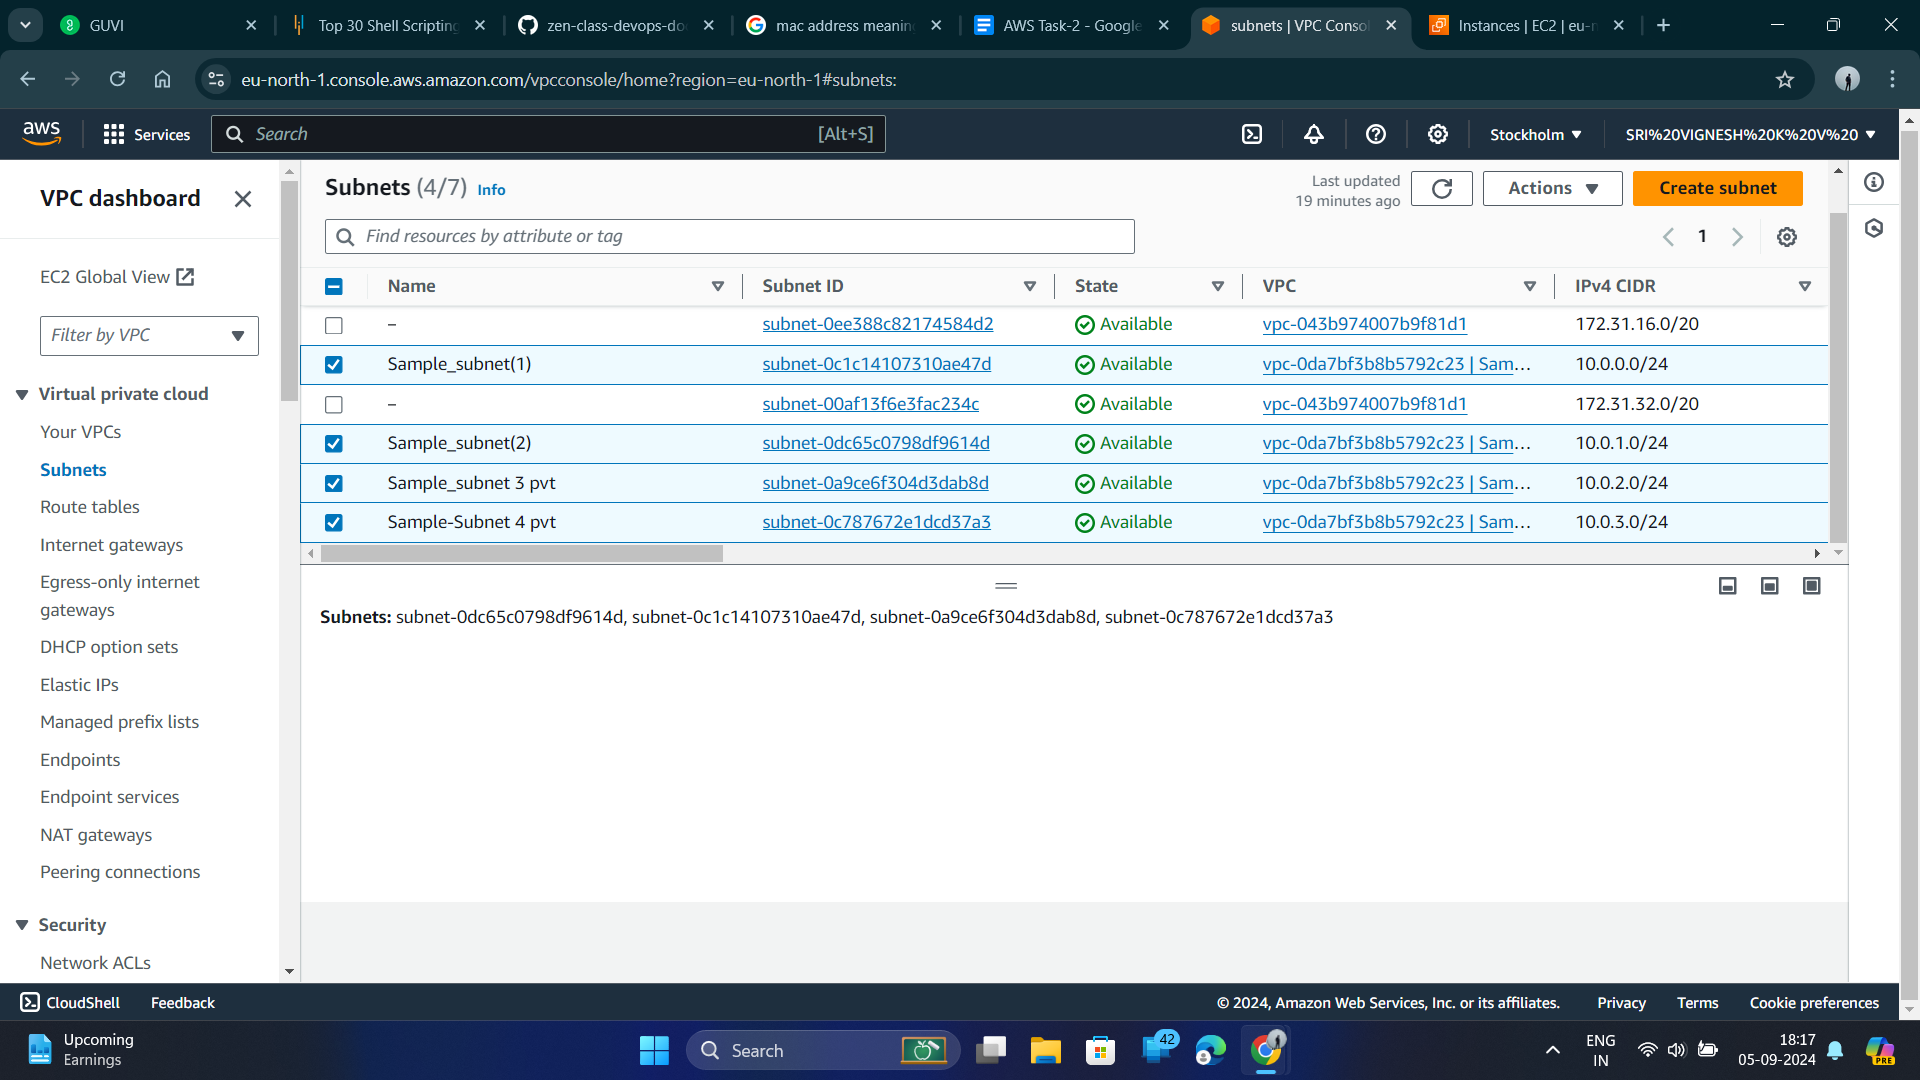 GUVI
Top 30 Shell Scripting
zen-class-devops-do
mac address meaning
AWS Task-2 - Google
subnets | VPC Conso
Instances | EC2 | eu-n
eu-north-1.console.aws.amazon.com/vpcconsole/home?region=eu-north-1#subnets:
aws
Services
Search
[Alt+S]
Stockholm
SRI%20VIGNESH%20K%20V%20
VPC dashboard
EC2 Global View
Filter by VPC
Virtual private cloud
Your VPCs
Subnets
Route tables
Internet gateways
Egress-only internet
gateways
DHCP option sets
Elastic IPs
Managed prefix lists
Endpoints
Endpoint services
NAT gateways
Peering connections
Security
Network ACLs
Subnets (4/7) Info
Last updated
19 minutes ago
Actions
Create subnet
Find resources by attribute or tag
1
Name Subnet ID State VPC IPv4 CIDR
– subnet-0ee388c82174584d2 Available vpc-043b974007b9f81d1 172.31.16.0/20
Sample_subnet(1) subnet-0c1c14107310ae47d Available vpc-0da7bf3b8b5792c23 | Sam... 10.0.0.0/24
– subnet-00af13f6e3fac234c Available vpc-043b974007b9f81d1 172.31.32.0/20
Sample_subnet(2) subnet-0dc65c0798df9614d Available vpc-0da7bf3b8b5792c23 | Sam... 10.0.1.0/24
Sample_subnet 3 pvt subnet-0a9ce6f304d3dab8d Available vpc-0da7bf3b8b5792c23 | Sam... 10.0.2.0/24
Sample-Subnet 4 pvt subnet-0c787672e1dcd37a3 Available vpc-0da7bf3b8b5792c23 | Sam... 10.0.3.0/24
Subnets: subnet-0dc65c0798df9614d, subnet-0c1c14107310ae47d, subnet-0a9ce6f304d3dab8d, subnet-0c787672e1dcd37a3
CloudShell
Feedback
© 2024, Amazon Web Services, Inc. or its affiliates.
Privacy
Terms
Cookie preferences
Upcoming
Earnings
Search
42
ENG
IN
18:17
05-09-2024
PRE